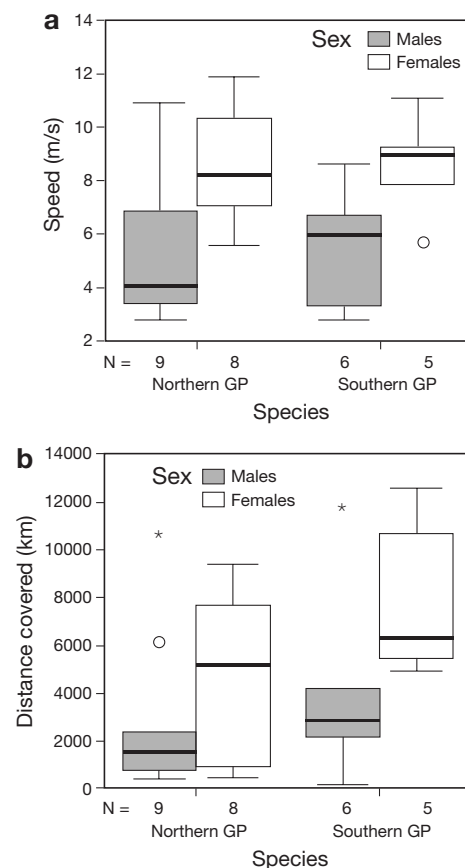 a
Sex
Males
Females
14
12
10
8
6
4
2
Speed (m/s)
N = 9 8 6 5
Northern GP Southern GP
Species
b
Sex
Males
Females
14000
12000
10000
8000
6000
4000
2000
0
Distance covered (km)
*
*
N = 9 8 6 5
Northern GP Southern GP
Species